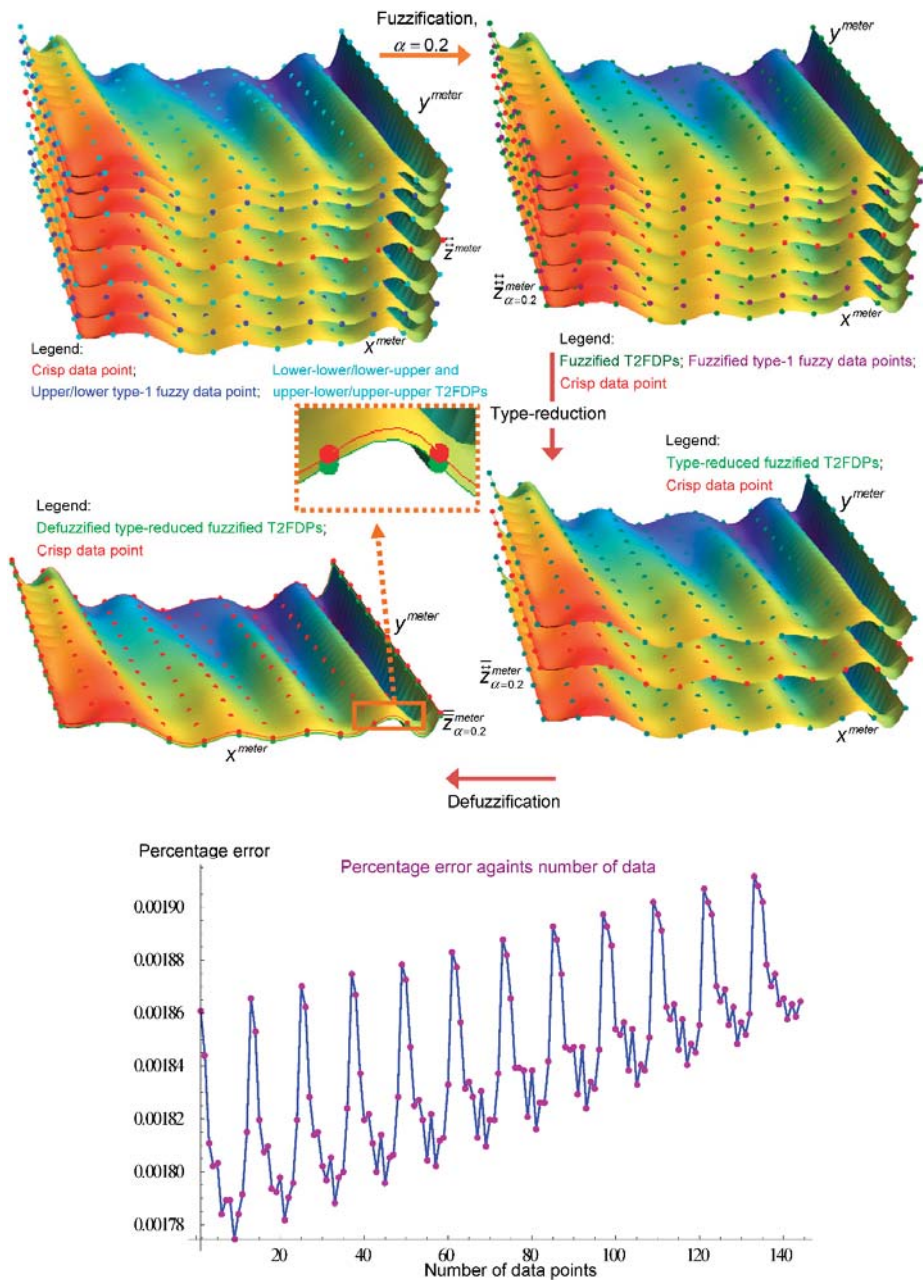 Fuzzification,
α = 0.2
y^meter
y^meter
z̿^meter
z̿^meter α=0.2
x^meter
x^meter
Legend:
Crisp data point;
Upper/lower type-1 fuzzy data point;
Lower-lower/lower-upper and
upper-lower/upper-upper T2FDPs
Legend:
Fuzzified T2FDPs; Fuzzified type-1 fuzzy data points;
Crisp data point
Type-reduction
Legend:
Type-reduced fuzzified T2FDPs;
Crisp data point
Legend:
Defuzzified type-reduced fuzzified T2FDPs;
Crisp data point
y^meter
y^meter
z̿^meter α=0.2
z̿^meter α=0.2
x^meter
x^meter
Defuzzification
Percentage error
Percentage error againts number of data
0.00190
0.00188
0.00186
0.00184
0.00182
0.00180
0.00178
20 40 60 80 100 120 140
Number of data points